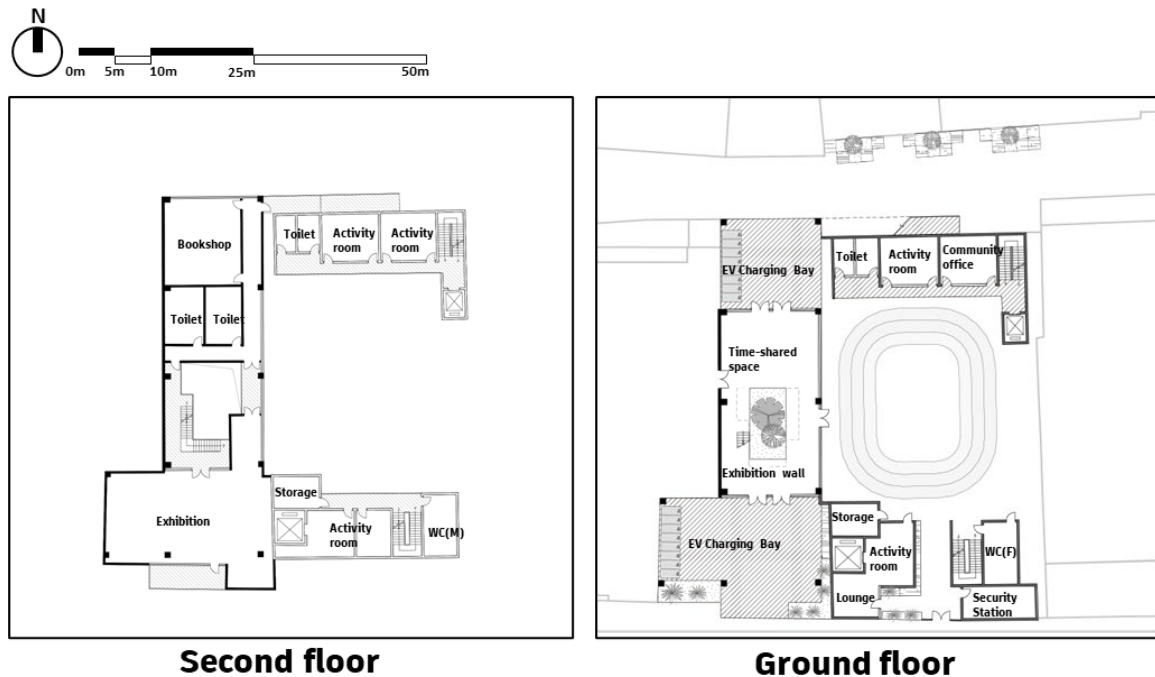 N
0m 5m 10m 25m 50m
Bookshop
Toilet
Activity
room
Activity
room
Toilet
Toilet
Exhibition
Storage
Activity
room
WC(M)
Second floor
EV Charging Bay
Toilet
Activity
room
Community
office
Time-shared
space
Exhibition wall
EV Charging Bay
Storage
Activity
room
WC(F)
Lounge
Security
Station
Ground floor